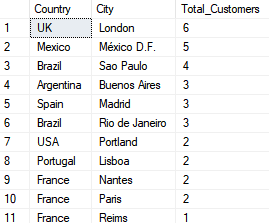 Country City Total_Customers
1 UK London 6
2 Mexico México D.F. 5
3 Brazil Sao Paulo 4
4 Argentina Buenos Aires 3
5 Spain Madrid 3
6 Brazil Rio de Janeiro 3
7 USA Portland 2
8 Portugal Lisboa 2
9 France Nantes 2
10 France Paris 2
11 France Reims 1